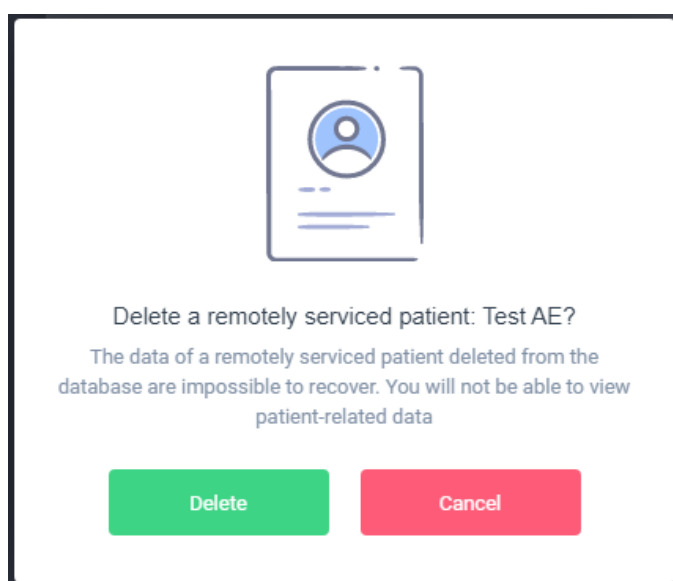 Delete a remotely serviced patient: Test AE?
The data of a remotely serviced patient deleted from the
database are impossible to recover. You will not be able to view
patient-related data
Delete
Cancel